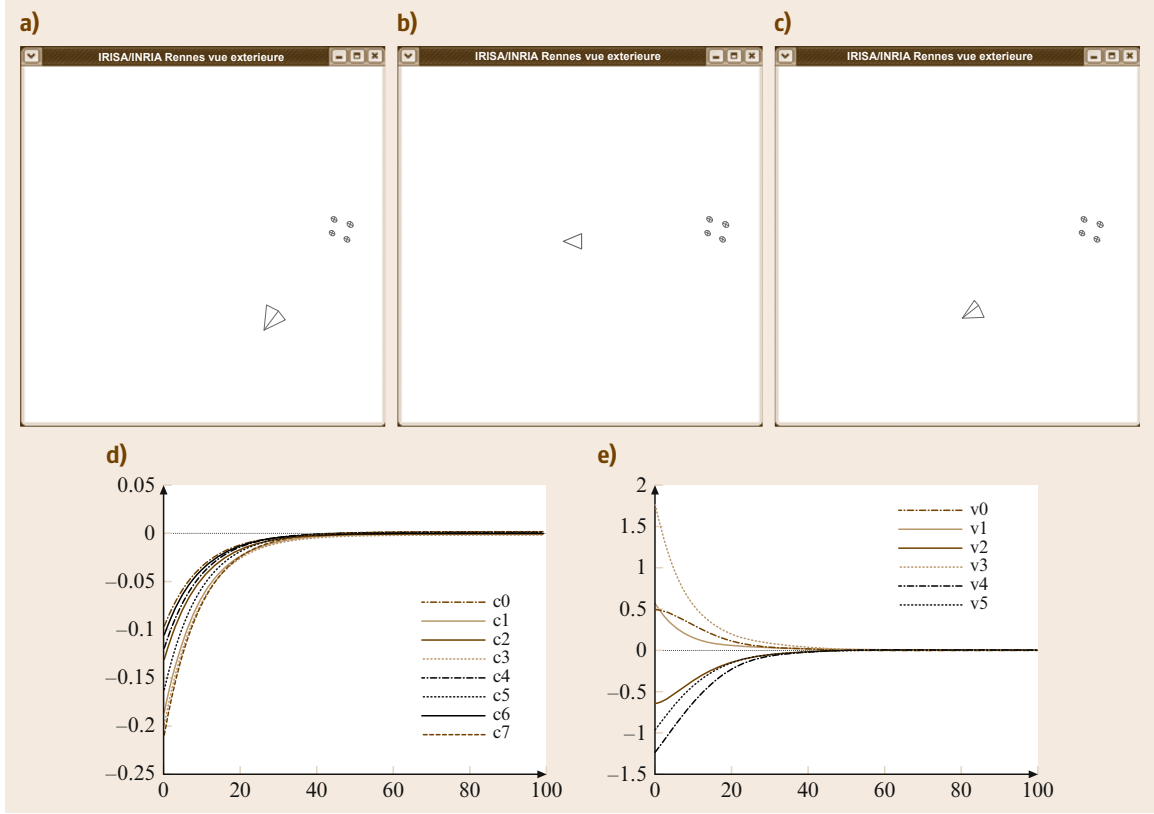 a)
b)
c)
IRISA/INRIA Rennes vue exterieure
IRISA/INRIA Rennes vue exterieure
IRISA/INRIA Rennes vue exterieure
d)
0.05
0
–0.05
–0.1
–0.15
–0.2
–0.25
0 20 40 60 80 100
c0
c1
c2
c3
c4
c5
c6
c7
e)
2
1.5
1
0.5
0
–0.5
–1
–1.5
0 20 40 60 80 100
v0
v1
v2
v3
v4
v5